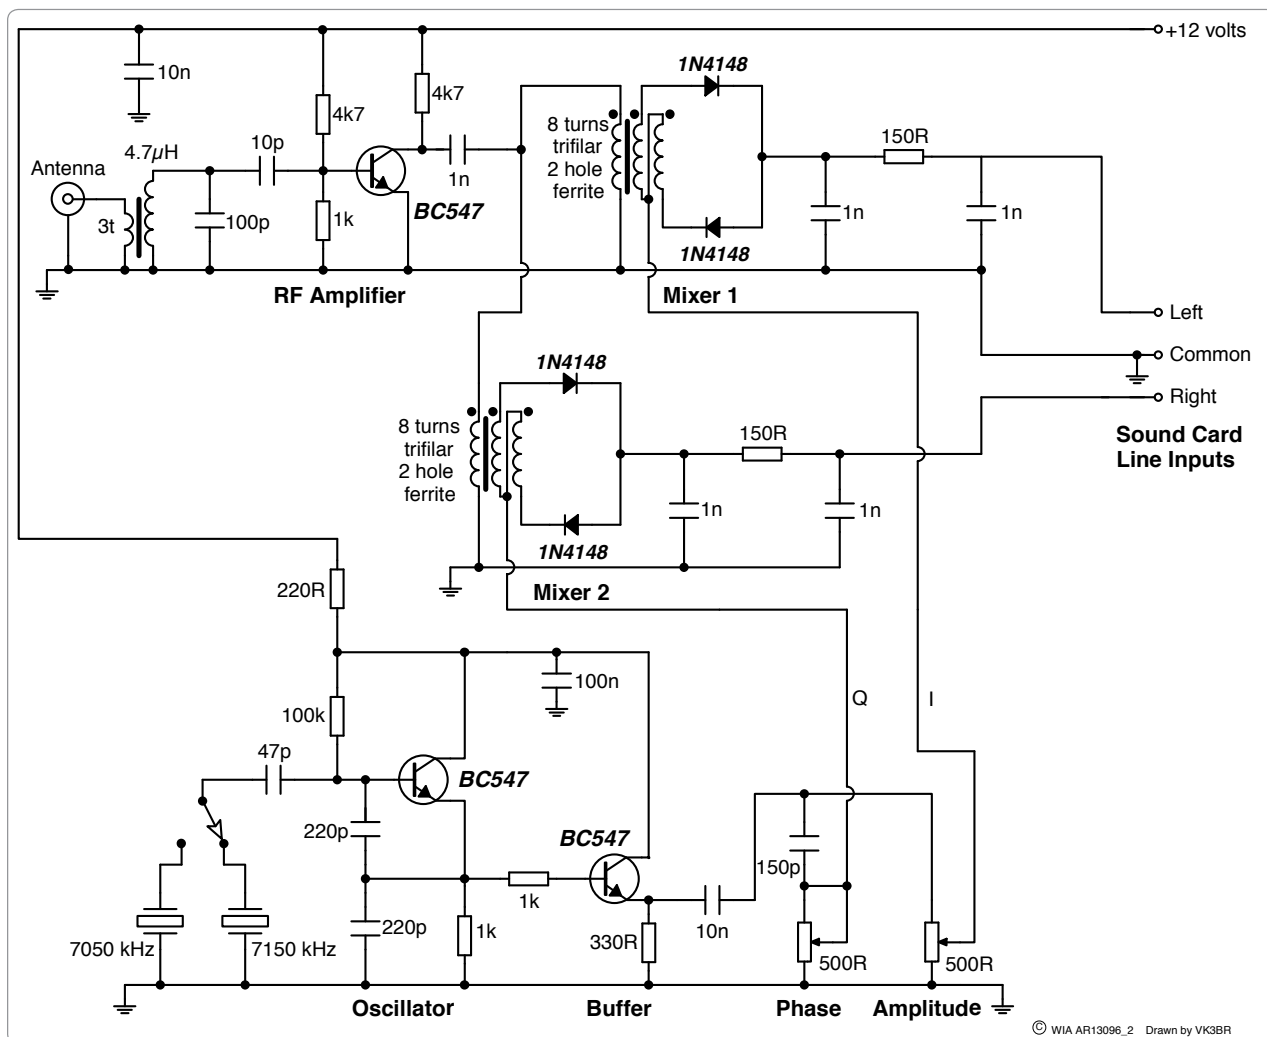 +12 volts
10n
4k7
4k7
1N4148
8 turns
trifilar
2 hole
ferrite
150R
Antenna
4.7µH
10p
1n
BC547
3t
100p
1k
1n
1n
1N4148
RF Amplifier
Mixer 1
Left
Common
Right
Sound Card
Line Inputs
1N4148
8 turns
trifilar
2 hole
ferrite
150R
1n
1n
1N4148
Mixer 2
220R
100n
100k
Q
I
47p
BC547
220p
BC547
150p
1k
220p
1k
330R
10n
500R
500R
7050 kHz
7150 kHz
Oscillator
Buffer
Phase
Amplitude
© WIA AR13096_2 Drawn by VK3BR